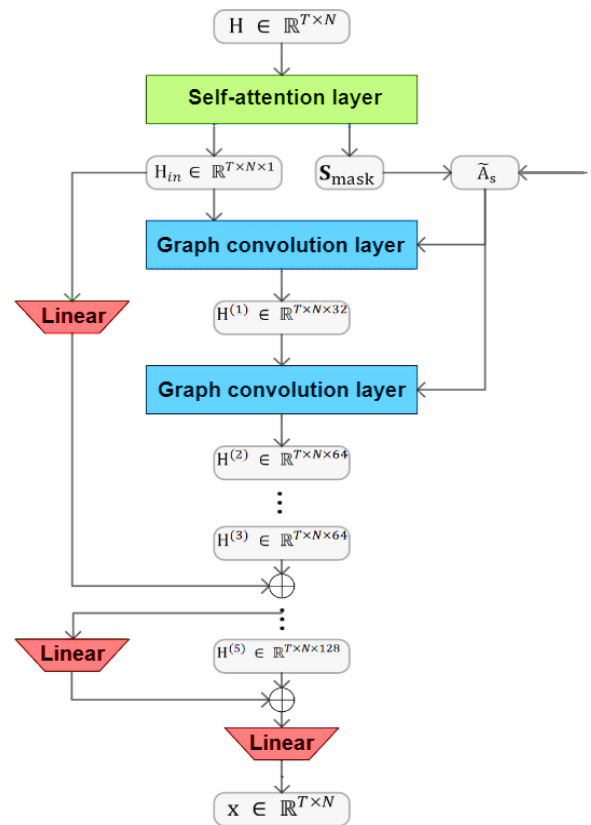 H ∈ ℝ^{T×N}
Self-attention layer
H_{in} ∈ ℝ^{T×N×1}
S_{mask}
Ã_s
Graph convolution layer
Linear
H^{(1)} ∈ ℝ^{T×N×32}
Graph convolution layer
H^{(2)} ∈ ℝ^{T×N×64}
⋮
H^{(3)} ∈ ℝ^{T×N×64}
⋮
Linear
H^{(5)} ∈ ℝ^{T×N×128}
Linear
x ∈ ℝ^{T×N}